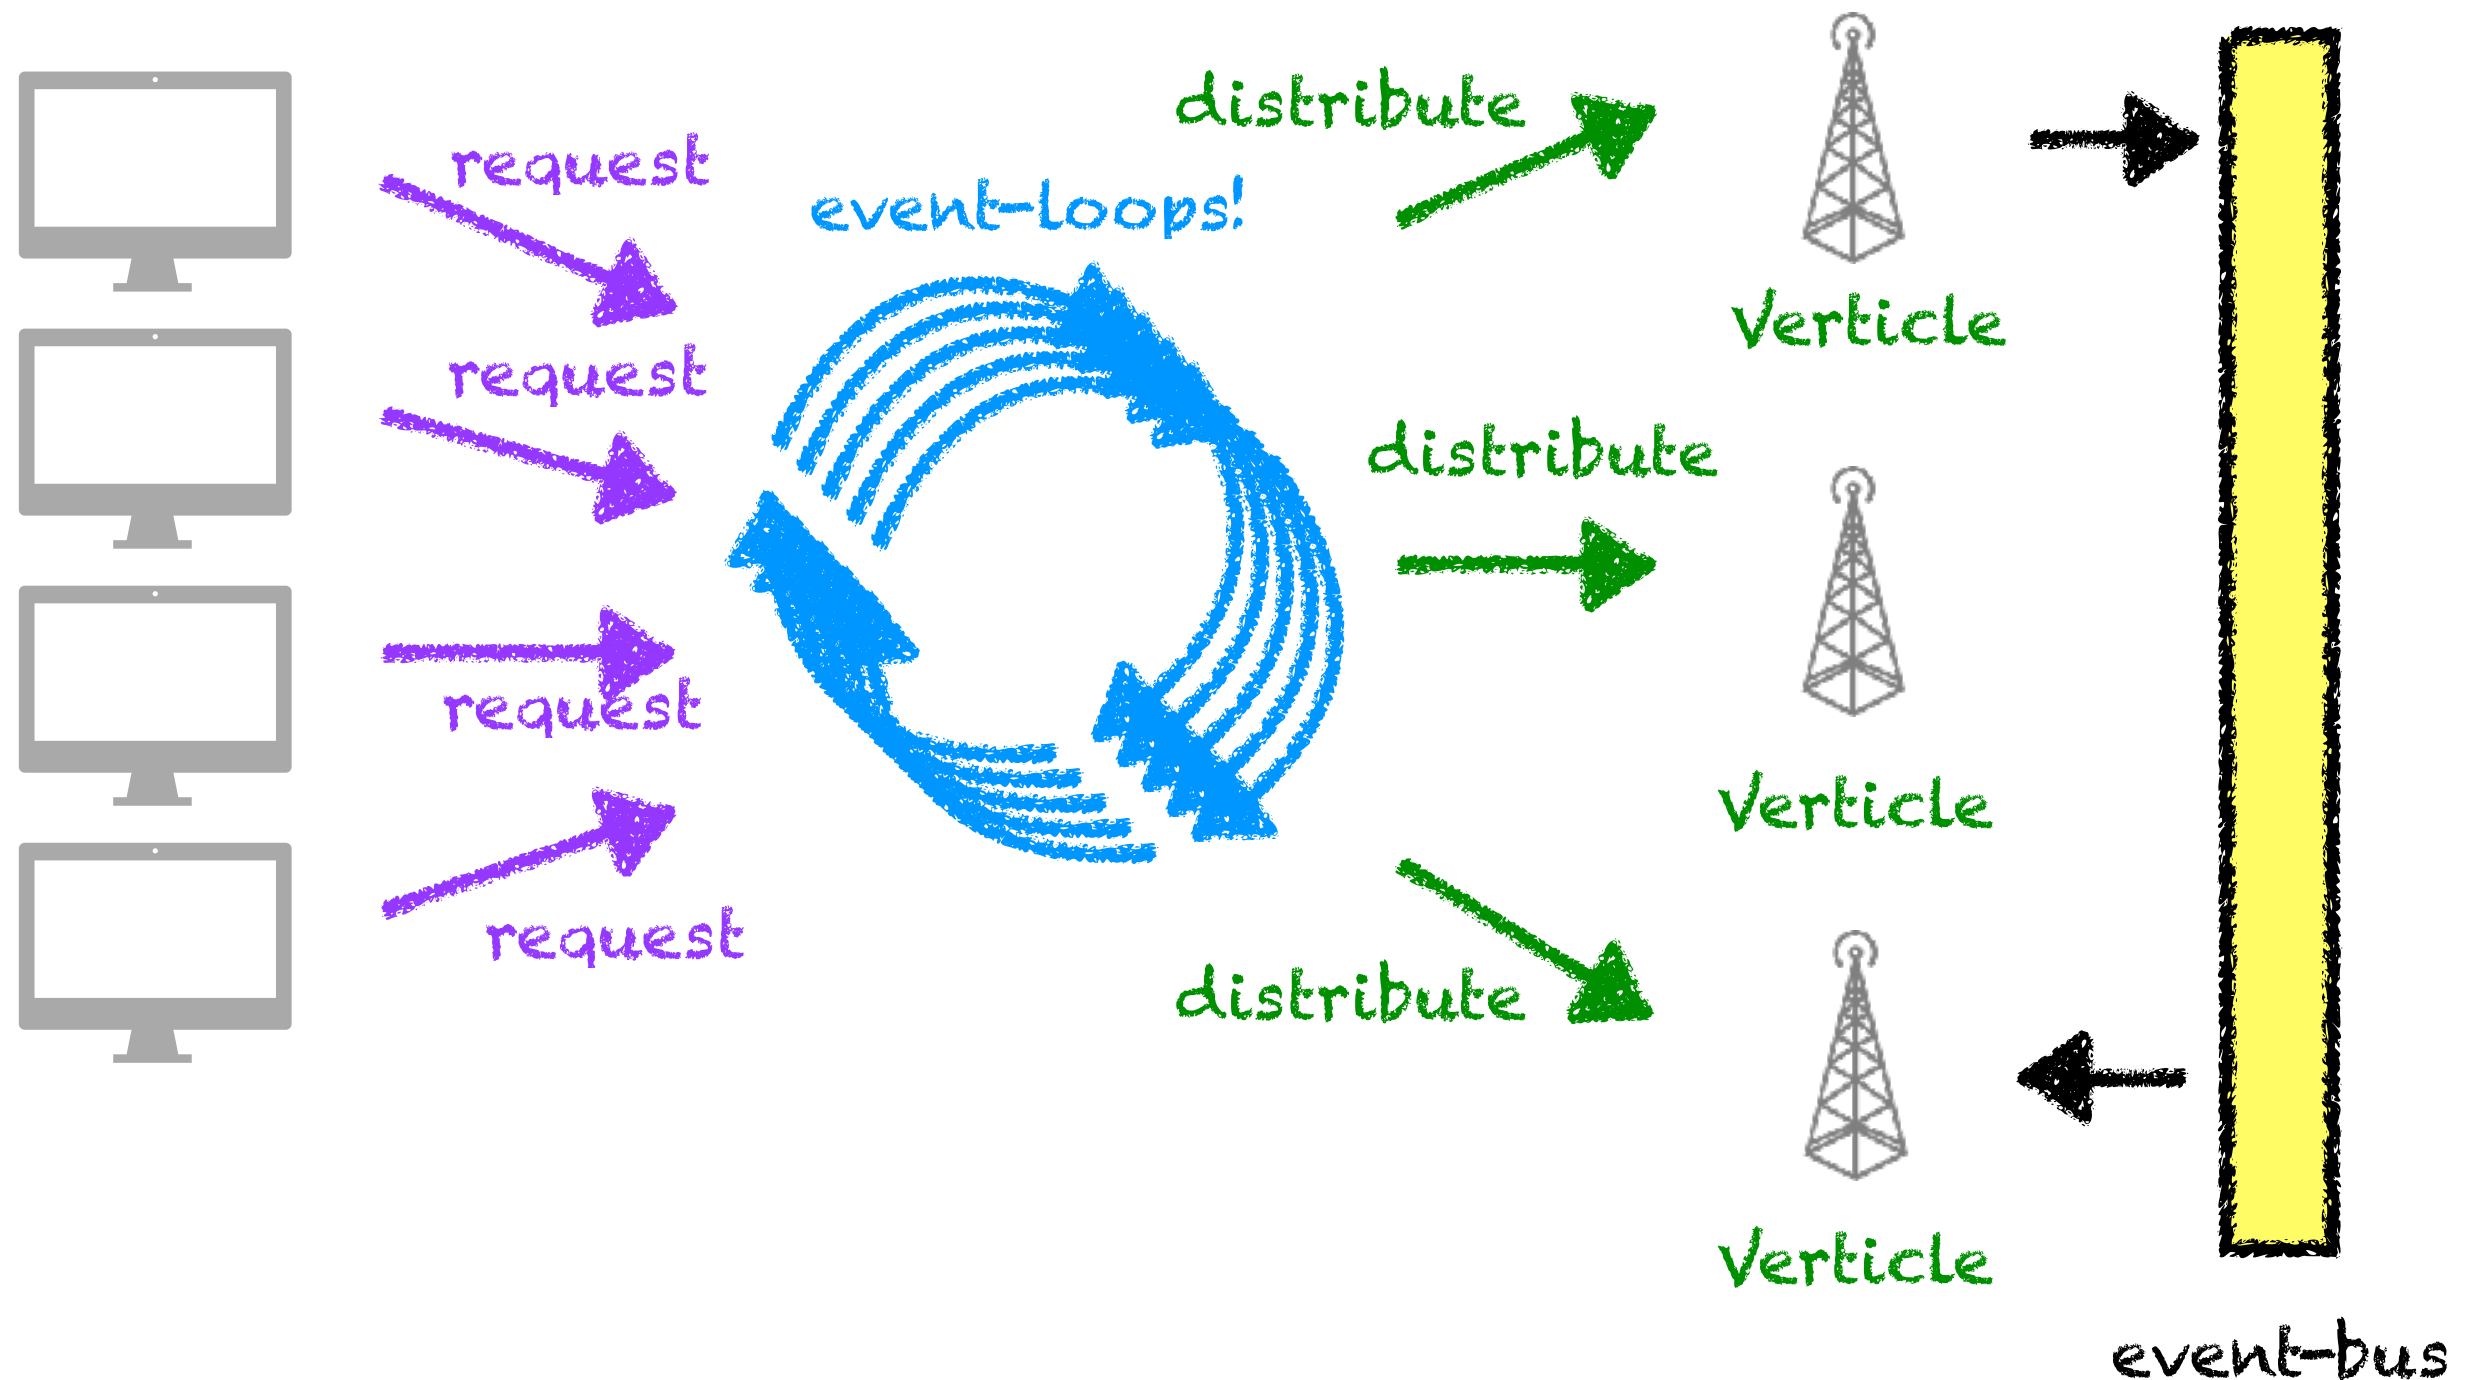 distribute
request
event-loops!
Verticle
request
distribute
request
Verticle
request
distribute
Verticle
event-bus